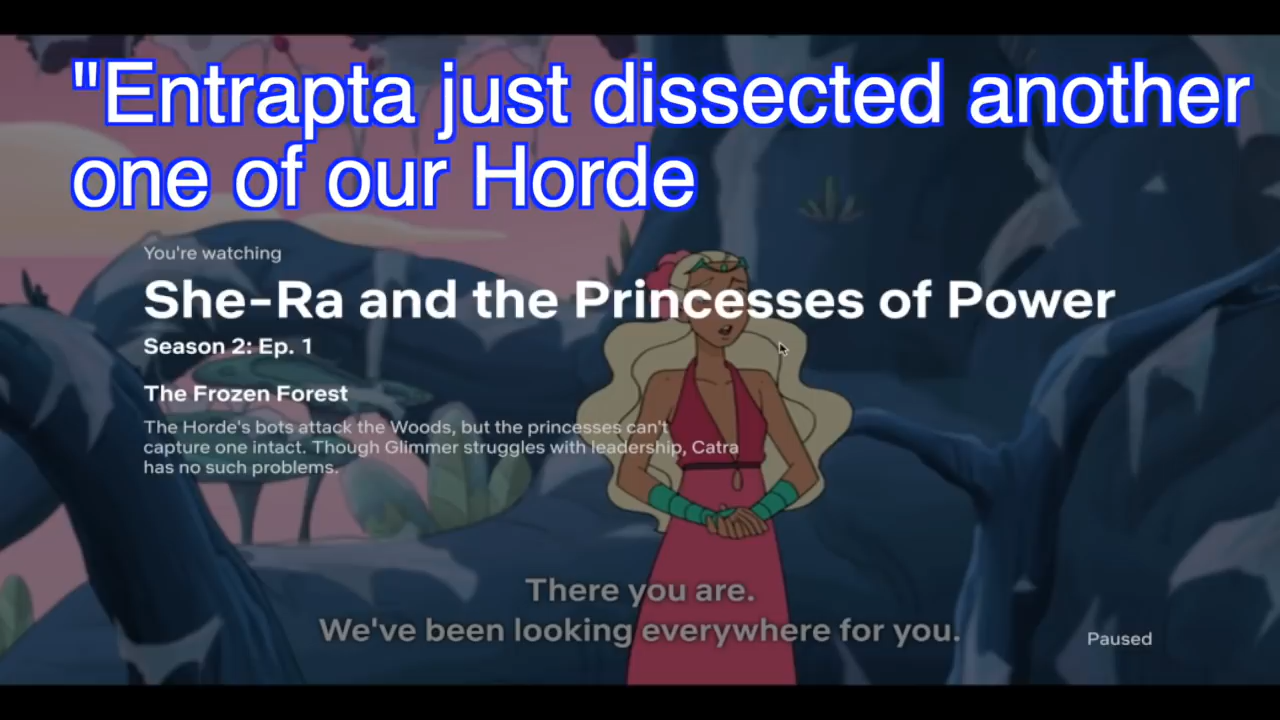 "Entrapta just dissected another
one of our Horde
You're watching
She-Ra and the Princesses of Power
Season 2: Ep. 1
The Frozen Forest
The Horde's bots attack the Woods, but the princesses can't
capture one intact. Though Glimmer struggles with leadership, Catra
has no such problems.
There you are.
We've been looking everywhere for you.
Paused